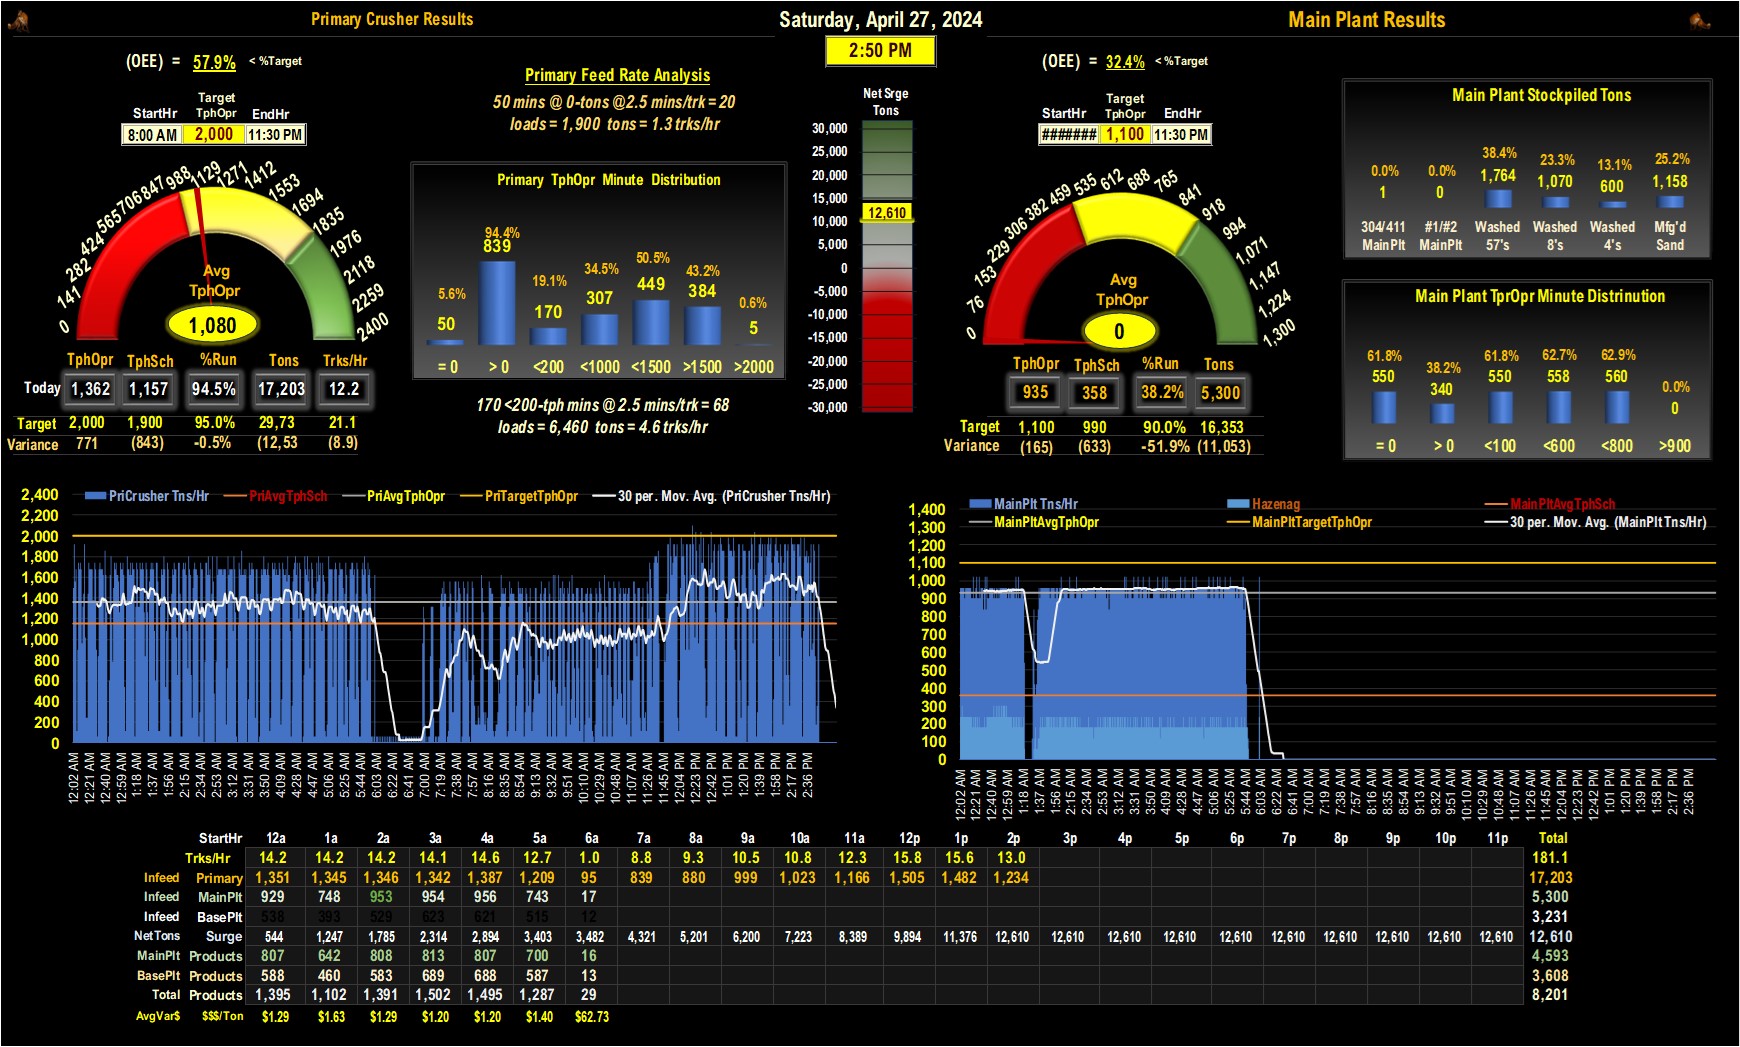 Primary Crusher Results
Saturday, April 27, 2024
Main Plant Results
2:50 PM
(OEE) = 57.9% < %Target
StartHr Target TphOpr EndHr
8:00 AM 2,000 11:30 PM
0 141 282 424 565 706 847 988 1129 1271 1412 1553 1694 1835 1976 2118 2259 2400
Avg
TphOpr
1,080
TphOpr TphSch %Run Tons Trks/Hr
Today 1,362 1,157 94.5% 17,203 12.2
Target 2,000 1,900 95.0% 29,73 21.1
Variance 771 (843) -0.5% (12,53 (8.9)
Primary Feed Rate Analysis
50 mins @ 0-tons @2.5 mins/trk = 20
loads = 1,900 tons = 1.3 trks/hr
Primary TphOpr Minute Distribution
5.6% 94.4% 19.1% 34.5% 50.5% 43.2% 0.6%
50 839 170 307 449 384 5
= 0 > 0 <200 <1000 <1500 >1500 >2000
170 <200-tph mins @ 2.5 mins/trk = 68
loads = 6,460 tons = 4.6 trks/hr
Net Srge
Tons
30,000
25,000
20,000
15,000
12,610
10,000
5,000
0
-5,000
-10,000
-15,000
-20,000
-25,000
-30,000
(OEE) = 32.4% < %Target
StartHr Target TphOpr EndHr
####### 1,100 11:30 PM
0 76 153 229 306 382 459 535 612 688 765 841 918 994 1,071 1,147 1,224 1,300
Avg
TphOpr
0
TphOpr TphSch %Run Tons
935 358 38.2% 5,300
Target 1,100 990 90.0% 16,353
Variance (165) (633) -51.9% (11,053)
Main Plant Stockpiled Tons
0.0% 0.0% 38.4% 23.3% 13.1% 25.2%
1 0 1,764 1,070 600 1,158
304/411 #1/#2 Washed Washed Washed Mfg'd
MainPlt MainPlt 57's 8's 4's Sand
Main Plant TprOpr Minute Distrinution
61.8% 38.2% 61.8% 62.7% 62.9% 0.0%
550 340 550 558 560 0
= 0 > 0 <100 <600 <800 >900
PriCrusher Tns/Hr PriAvgTphSch PriAvgTphOpr PriTargetTphOpr 30 per. Mov. Avg. (PriCrusher Tns/Hr)
2,400
2,200
2,000
1,800
1,600
1,400
1,200
1,000
800
600
400
200
0
12:02 AM 12:21 AM 12:40 AM 12:59 AM 1:18 AM 1:37 AM 1:56 AM 2:15 AM 2:34 AM 2:53 AM 3:12 AM 3:31 AM 3:50 AM 4:09 AM 4:28 AM 4:47 AM 5:06 AM 5:25 AM 5:44 AM 6:03 AM 6:22 AM 6:41 AM 7:00 AM 7:19 AM 7:38 AM 7:57 AM 8:16 AM 8:35 AM 8:54 AM 9:13 AM 9:32 AM 9:51 AM 10:10 AM 10:29 AM 10:48 AM 11:07 AM 11:26 AM 11:45 AM 12:04 PM 12:23 PM 12:42 PM 1:01 PM 1:20 PM 1:39 PM 1:58 PM 2:17 PM 2:36 PM
MainPlt Tns/Hr Hazenag MainPltAvgTphSch
MainPltAvgTphOpr MainPltTargetTphOpr 30 per. Mov. Avg. (MainPlt Tns/Hr)
1,400
1,300
1,200
1,100
1,000
900
800
700
600
500
400
300
200
100
0
12:02 AM 12:21 AM 12:40 AM 12:59 AM 1:18 AM 1:37 AM 1:56 AM 2:15 AM 2:34 AM 2:53 AM 3:12 AM 3:31 AM 3:50 AM 4:09 AM 4:28 AM 4:47 AM 5:06 AM 5:25 AM 5:44 AM 6:03 AM 6:22 AM 6:41 AM 7:00 AM 7:19 AM 7:38 AM 7:57 AM 8:16 AM 8:35 AM 8:54 AM 9:13 AM 9:32 AM 9:51 AM 10:10 AM 10:29 AM 10:48 AM 11:07 AM 11:26 AM 11:45 AM 12:04 PM 12:23 PM 12:42 PM 1:01 PM 1:20 PM 1:39 PM 1:58 PM 2:17 PM 2:36 PM
StartHr 12a 1a 2a 3a 4a 5a 6a 7a 8a 9a 10a 11a 12p 1p 2p 3p 4p 5p 6p 7p 8p 9p 10p 11p Total
Trks/Hr 14.2 14.2 14.2 14.1 14.6 12.7 1.0 8.8 9.3 10.5 10.8 12.3 15.8 15.6 13.0 181.1
Infeed Primary 1,351 1,345 1,346 1,342 1,387 1,209 95 839 880 999 1,023 1,166 1,505 1,482 1,234 17,203
Infeed MainPlt 929 748 953 954 956 743 17 5,300
Infeed BasePlt 538 393 529 623 621 515 12 3,231
NetTons Surge 544 1,247 1,785 2,314 2,894 3,403 3,482 4,321 5,201 6,200 7,223 8,389 9,894 11,376 12,610 12,610 12,610 12,610 12,610 12,610 12,610 12,610 12,610 12,610 12,610
MainPlt Products 807 642 808 813 807 700 16 4,593
BasePlt Products 588 460 583 689 688 587 13 3,608
Total Products 1,395 1,102 1,391 1,502 1,495 1,287 29 8,201
AvgVar$ $$$/Ton $1.29 $1.63 $1.29 $1.20 $1.20 $1.40 $62.73